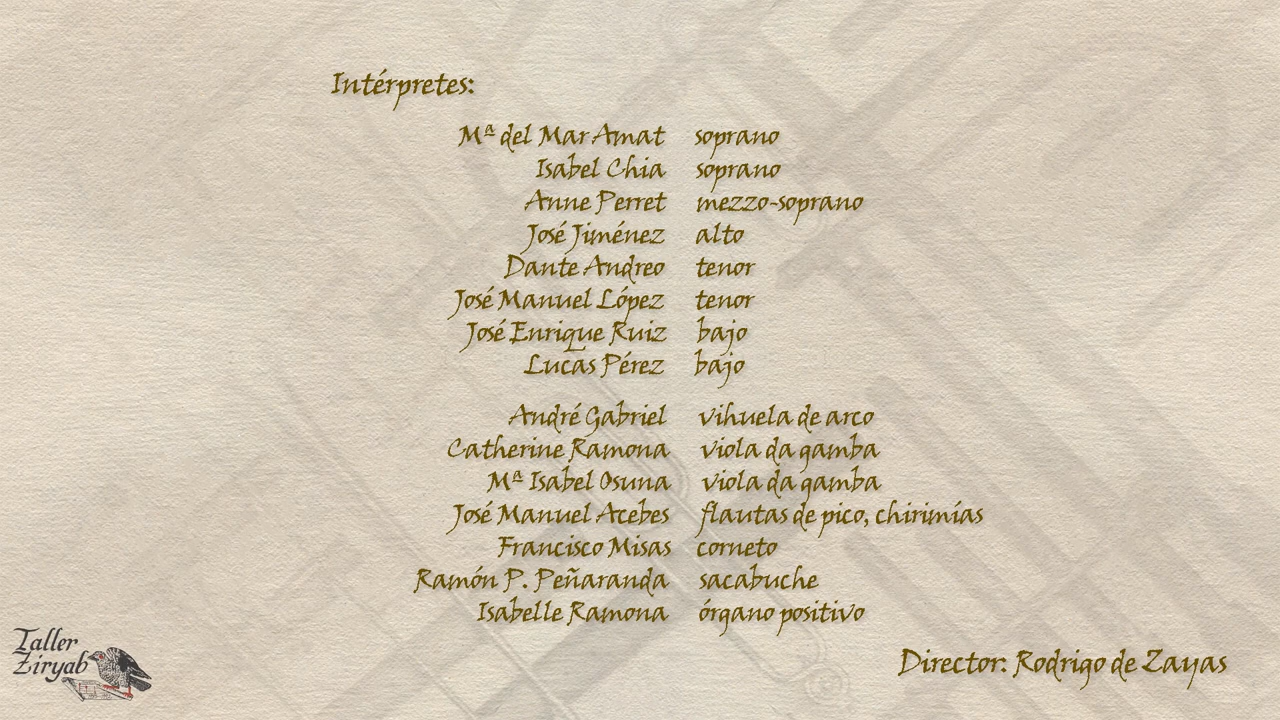 Intérpretes:
Mª del Mar Amat soprano
Isabel Chia soprano
Anne Perret mezzo-soprano
José Jiménez alto
Dante Andreo tenor
José Manuel López tenor
José Enrique Ruiz bajo
Lucas Pérez bajo
André Gabriel vihuela de arco
Catherine Ramona viola da gamba
Mª Isabel Osuna viola da gamba
José Manuel Acebes flautas de pico, chirimías
Francisco Misas corneto
Ramón P. Peñaranda sacabuche
Isabelle Ramona órgano positivo
Taller
Ziryab
Director: Rodrigo de Zayas